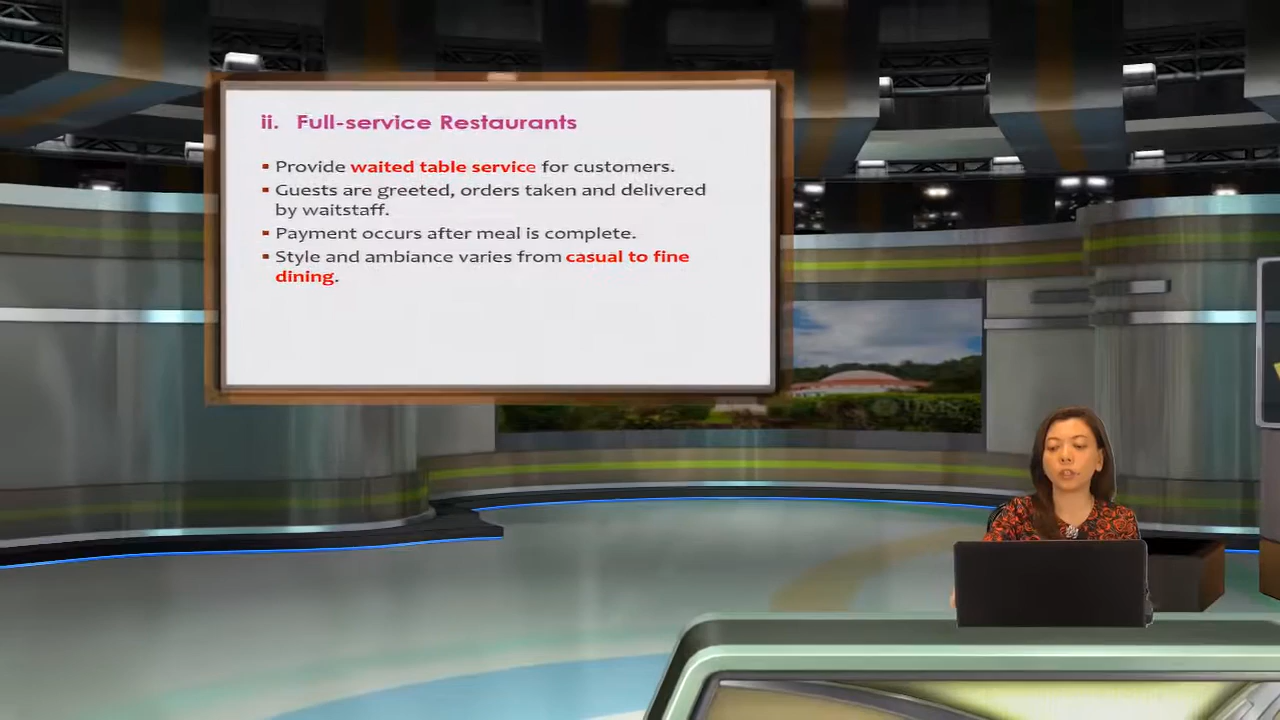 ii. Full-service Restaurants
▪ Provide waited table service for customers.
▪ Guests are greeted, orders taken and delivered
by waitstaff.
▪ Payment occurs after meal is complete.
▪ Style and ambiance varies from casual to fine
dining.
UMS